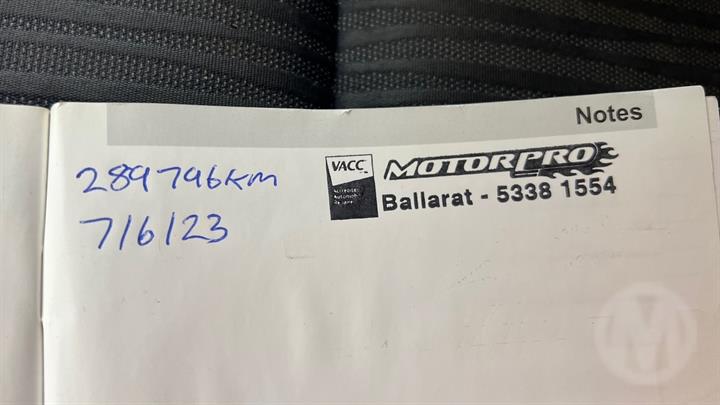 Notes
289796km
7/6/23
VACC
MOTORPRO
Ballarat - 5338 1554
M